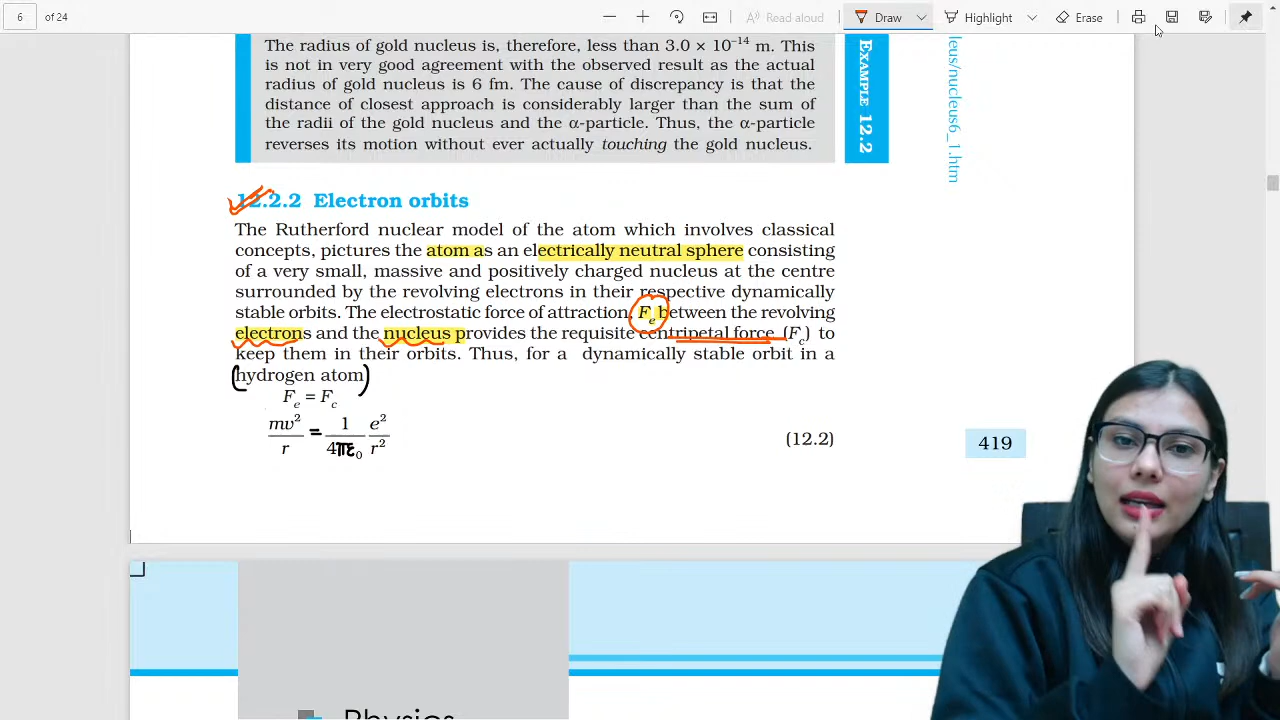 6 of 24
Read aloud
Draw
Highlight
Erase
The radius of gold nucleus is, therefore, less than 3.0 × 10⁻¹⁴ m. This
is not in very good agreement with the observed result as the actual
radius of gold nucleus is 6 fm. The cause of discrepancy is that the
distance of closest approach is considerably larger than the sum of
the radii of the gold nucleus and the α-particle. Thus, the α-particle
reverses its motion without ever actually touching the gold nucleus.
EXAMPLE 12.2
leus/nucleus6_1.htm
12.2.2 Electron orbits
The Rutherford nuclear model of the atom which involves classical
concepts, pictures the atom as an electrically neutral sphere consisting
of a very small, massive and positively charged nucleus at the centre
surrounded by the revolving electrons in their respective dynamically
stable orbits. The electrostatic force of attraction, Fₑ between the revolving
electrons and the nucleus provides the requisite centripetal force (F꜀) to
keep them in their orbits. Thus, for a dynamically stable orbit in a
(hydrogen atom)
Fₑ = F꜀
mv²/r = 1/4πε₀ e²/r² (12.2)
419
Physics